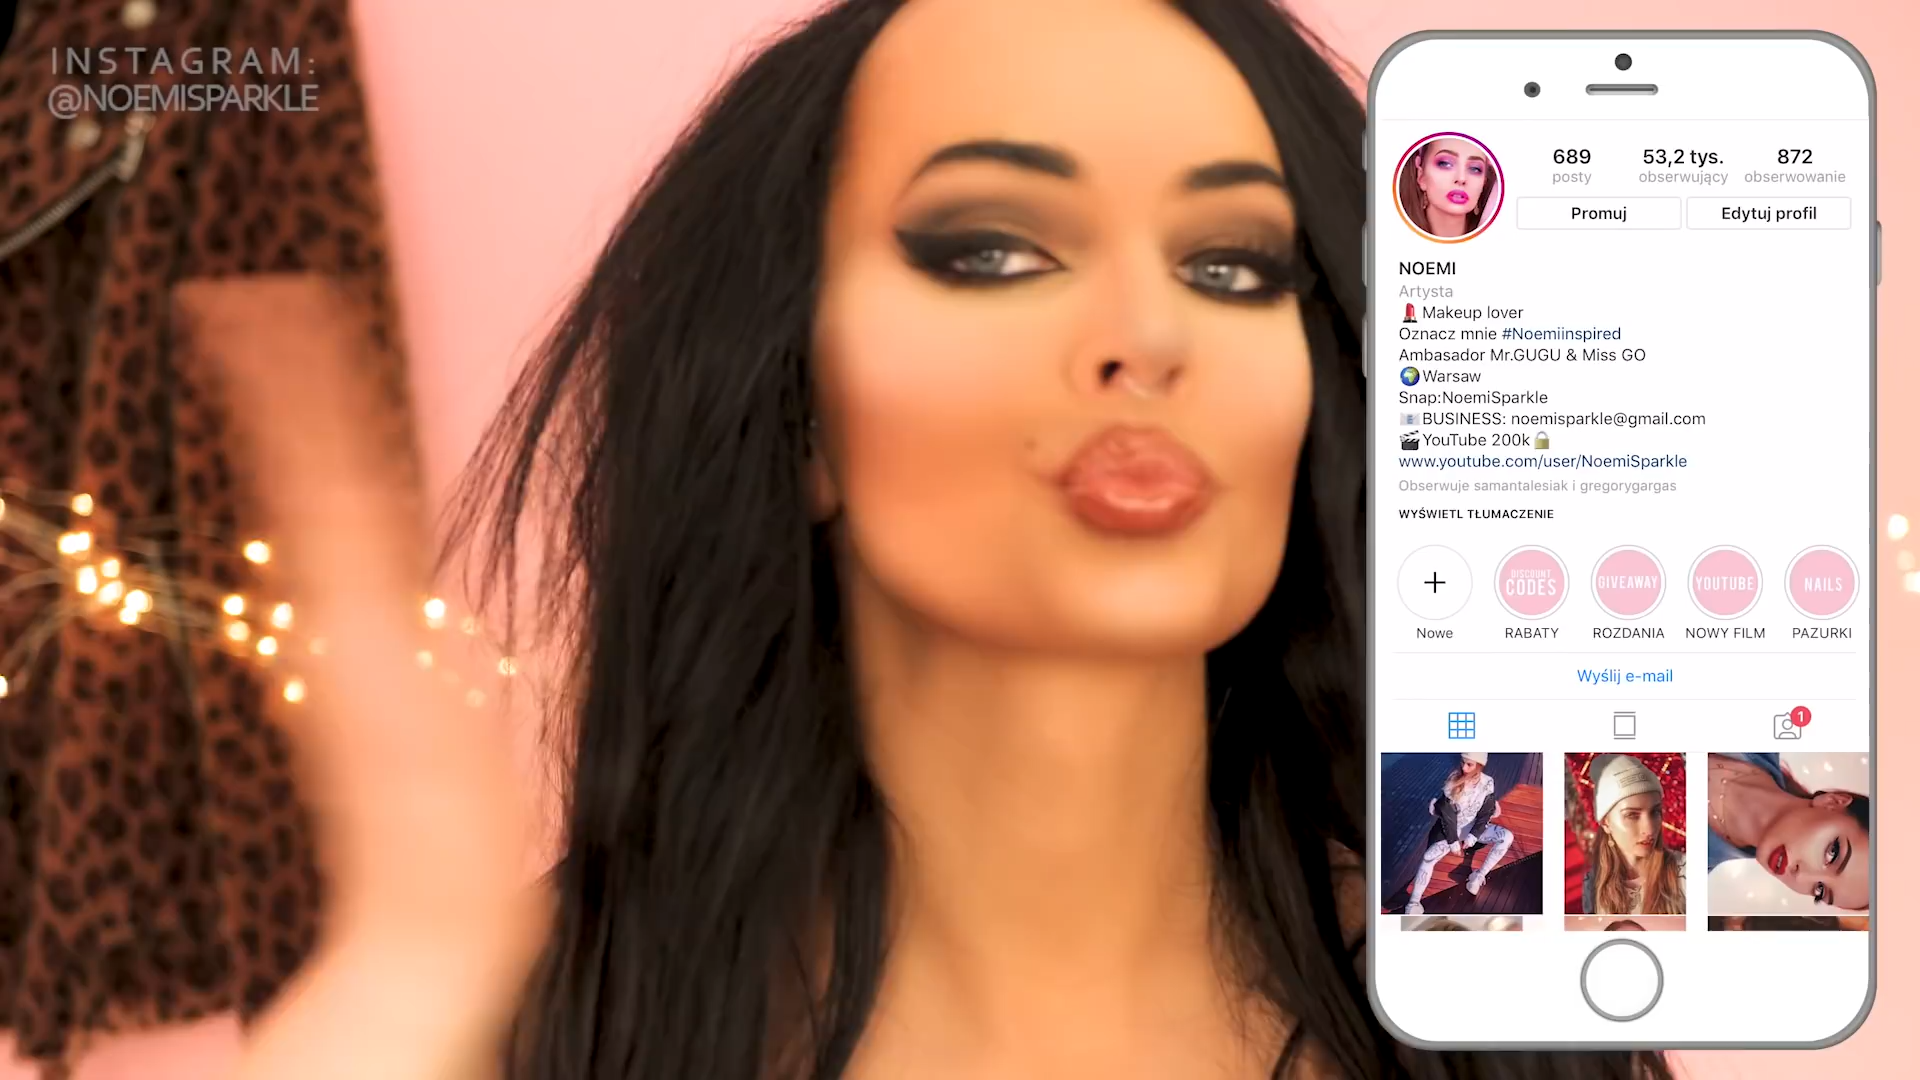 INSTAGRAM:
@NOEMISPARKLE
689
posty
53,2 tys.
obserwujący
872
obserwowanie
Promuj
Edytuj profil
NOEMI
Artysta
💄Makeup lover
Oznacz mnie #Noemiinspired
Ambasador Mr.GUGU & Miss GO
🌍Warsaw
Snap:NoemiSparkle
📧BUSINESS: noemisparkle@gmail.com
🎬YouTube 200k🔒
www.youtube.com/user/NoemiSparkle
Obserwuje samantalesiak i gregorygargas
WYŚWIETL TŁUMACZENIE
DISCOUNT
CODES
GIVEAWAY
YOUTUBE
NAILS
Nowe
RABATY
ROZDANIA
NOWY FILM
PAZURKI
Wyślij e-mail
1